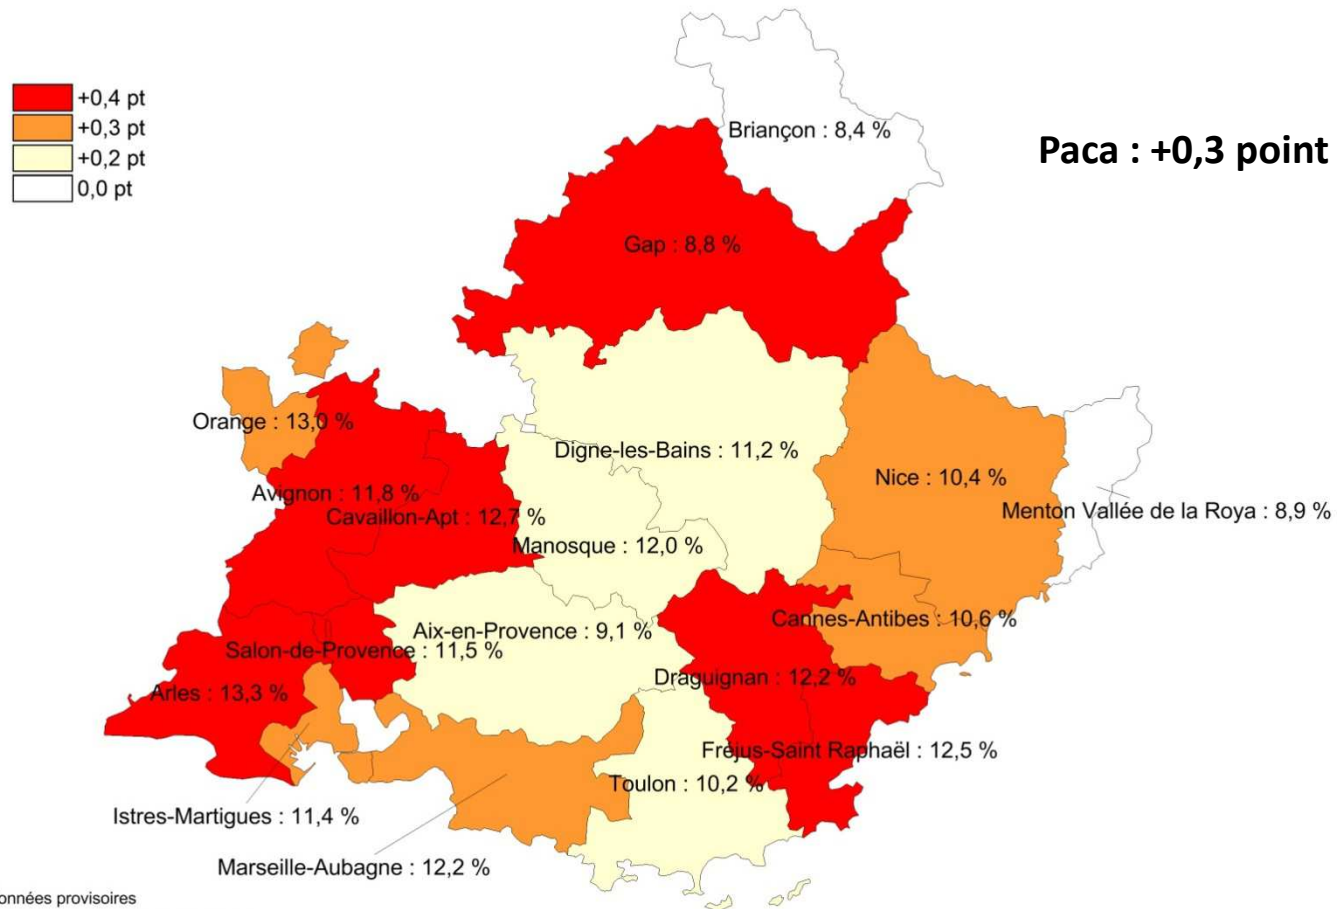 +0,4 pt
+0,3 pt
+0,2 pt
0,0 pt
Paca : +0,3 point
Briançon : 8,4 %
Gap : 8,8 %
Orange : 13,0 %
Digne-les-Bains : 11,2 %
Nice : 10,4 %
Avignon : 11,8 %
Menton Vallée de la Roya : 8,9 %
Cavaillon-Apt : 12,7 %
Manosque : 12,0 %
Cannes-Antibes : 10,6 %
Aix-en-Provence : 9,1 %
Salon-de-Provence : 11,5 %
Draguignan : 12,2 %
Arles : 13,3 %
Fréjus-Saint Raphaël : 12,5 %
Toulon : 10,2 %
Istres-Martigues : 11,4 %
Marseille-Aubagne : 12,2 %
onnées provisoires